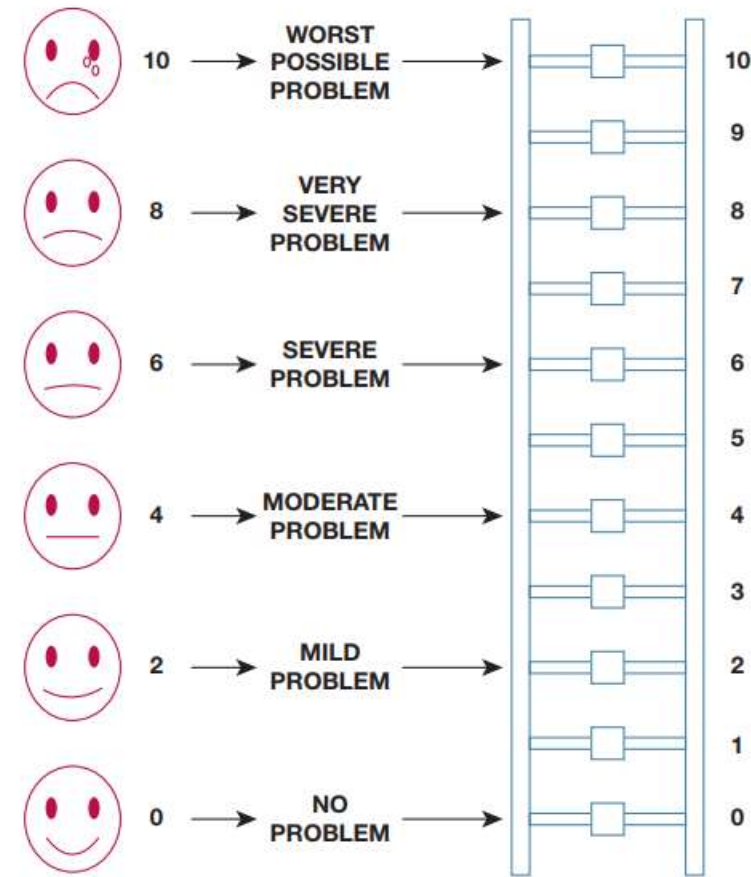 10
WORST
POSSIBLE
PROBLEM
10
9
8
VERY
SEVERE
PROBLEM
8
7
6
SEVERE
PROBLEM
6
5
4
MODERATE
PROBLEM
4
3
2
MILD
PROBLEM
2
1
0
NO
PROBLEM
0